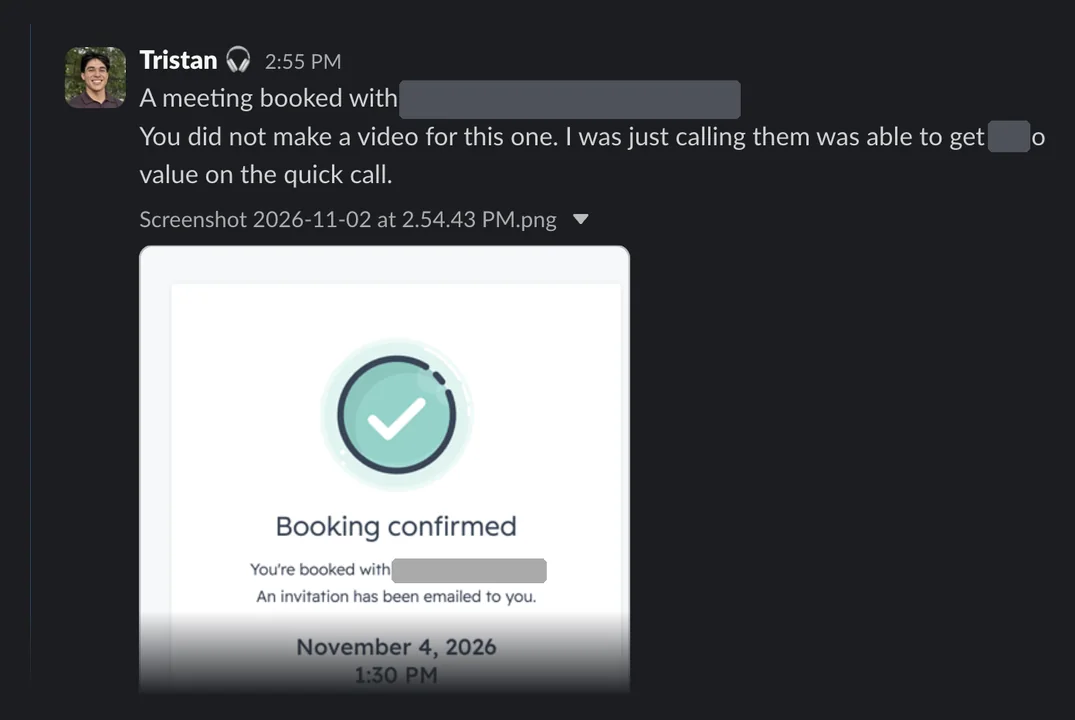 Tristan 2:55 PM
A meeting booked with
You did not make a video for this one. I was just calling them was able to get o
value on the quick call.
Screenshot 2026-11-02 at 2.54.43 PM.png
Booking confirmed
You're booked with
An invitation has been emailed to you.
November 4, 2026
1:30 PM